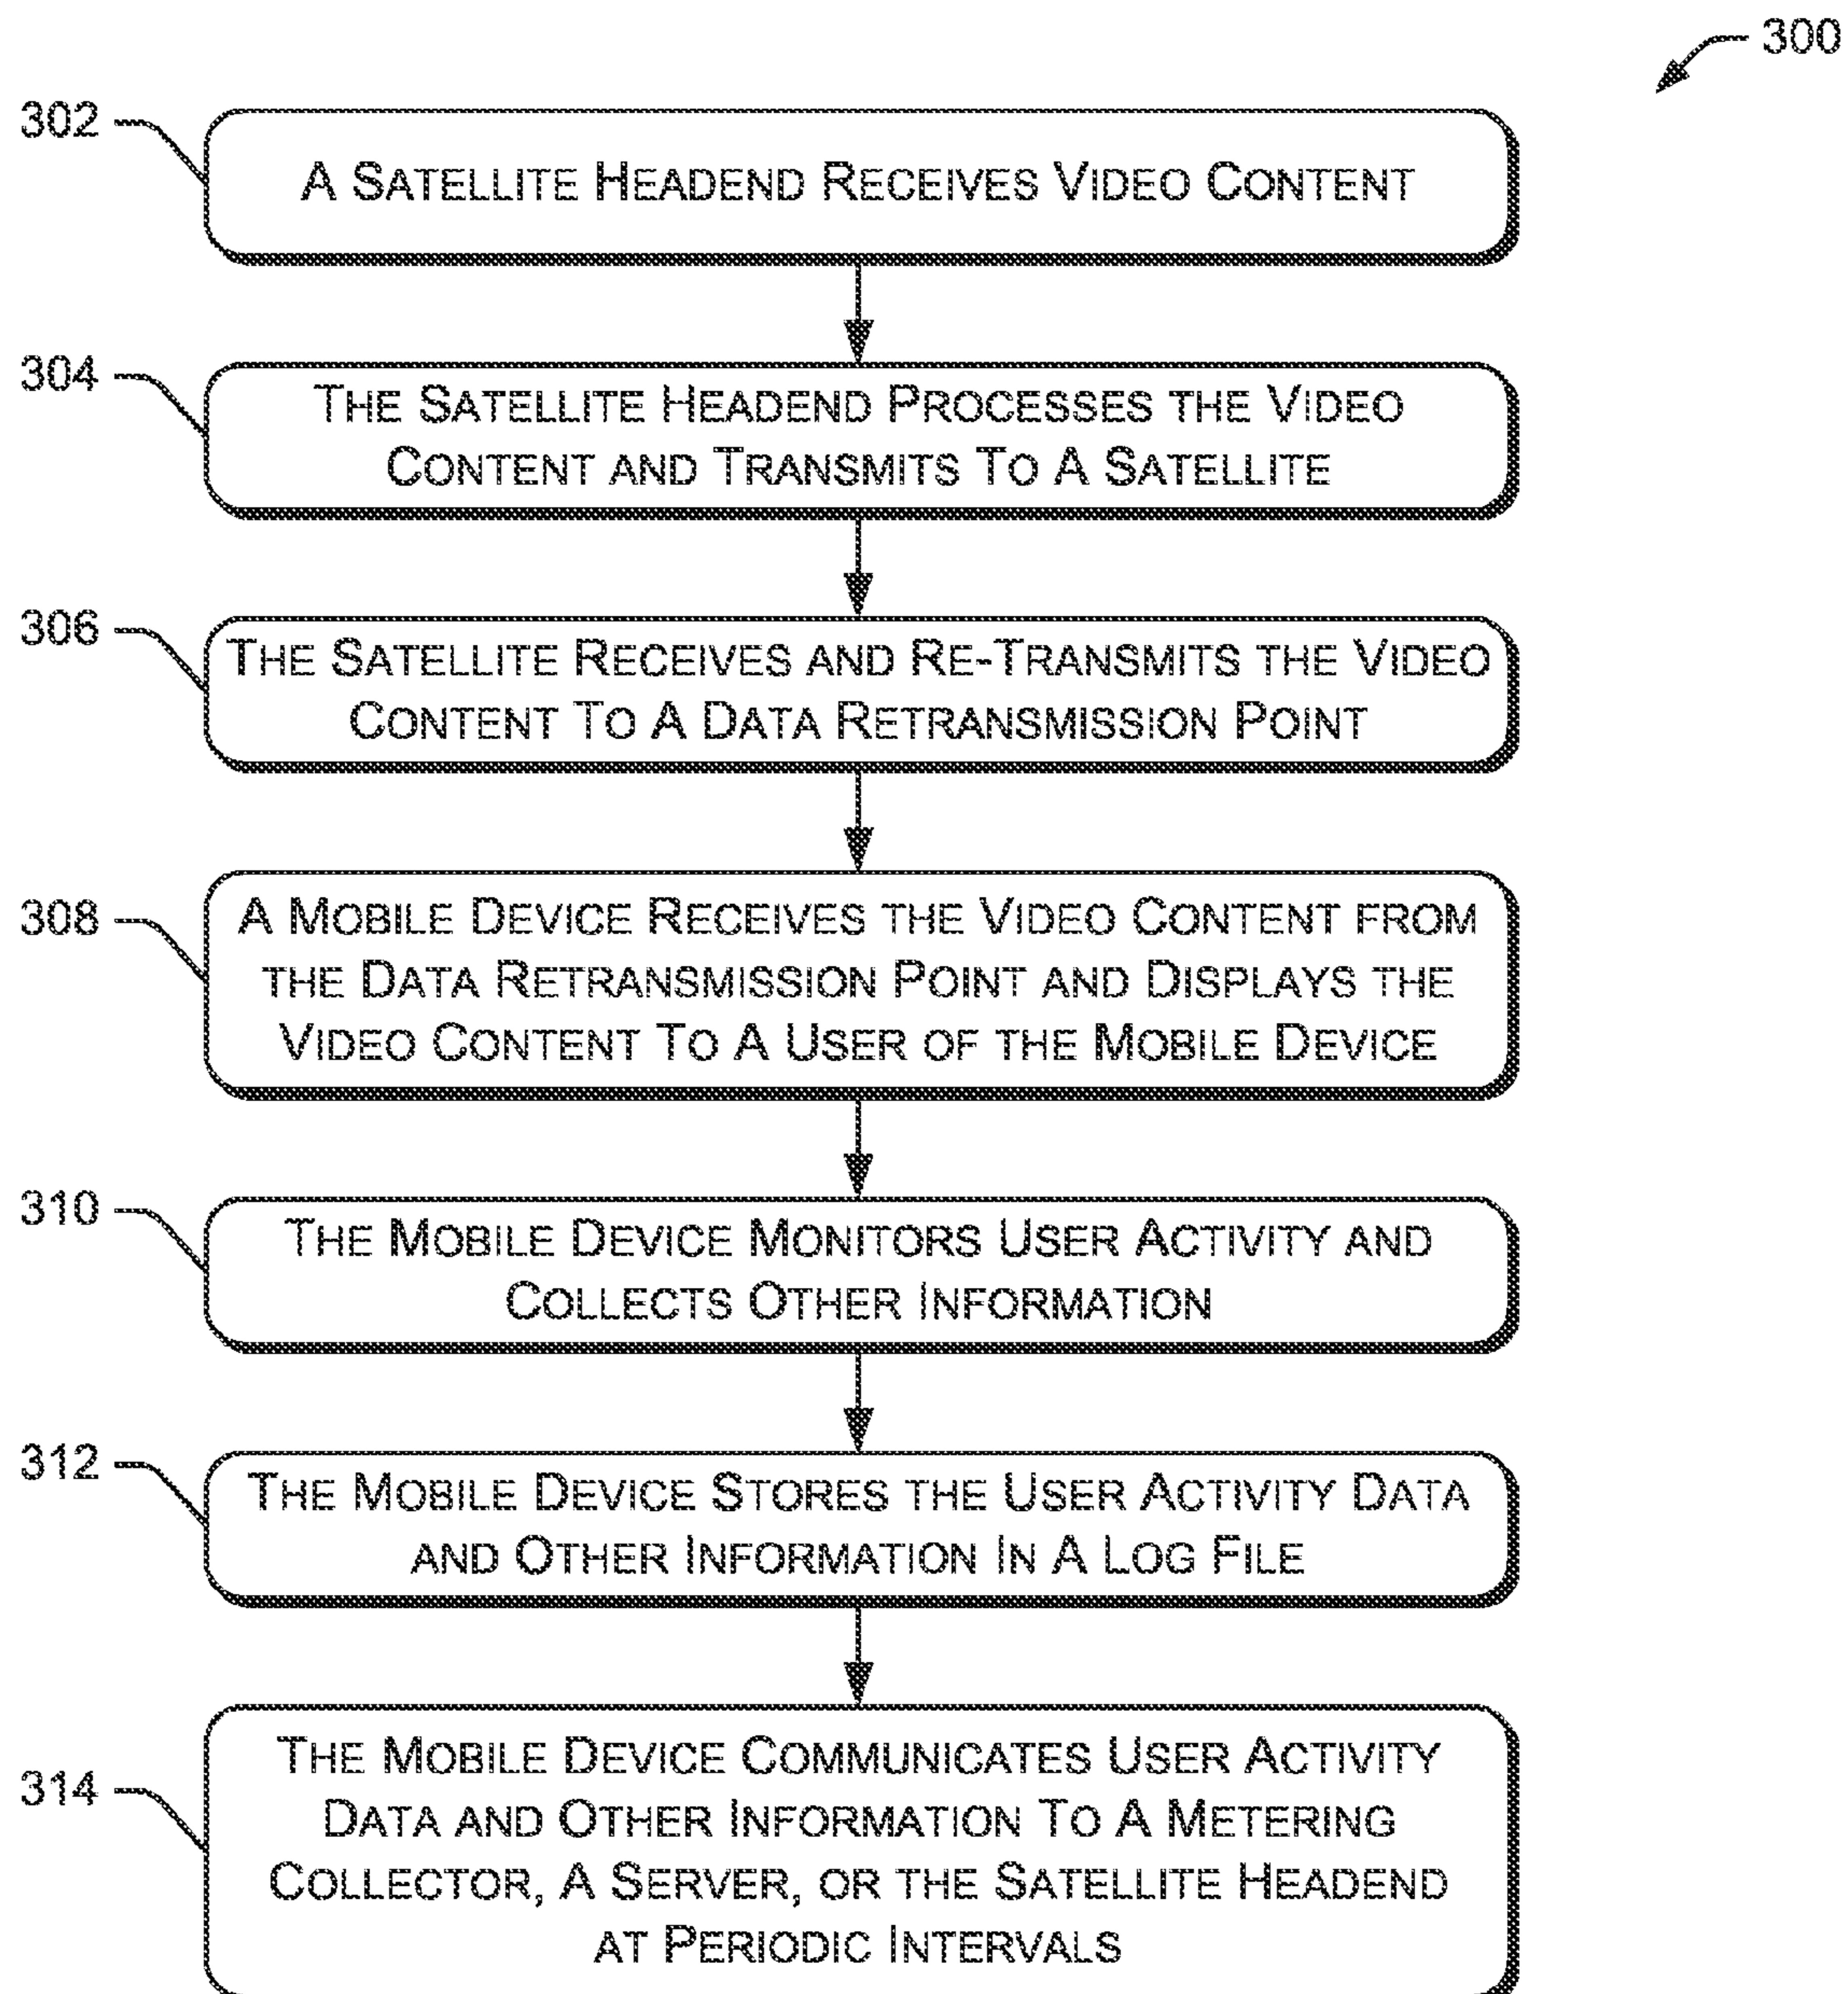 300
302
A SATELLITE HEADEND RECEIVES VIDEO CONTENT
304
THE SATELLITE HEADEND PROCESSES THE VIDEO
CONTENT AND TRANSMITS TO A SATELLITE
306
THE SATELLITE RECEIVES AND RE-TRANSMITS THE VIDEO
CONTENT TO A DATA RETRANSMISSION POINT
308
A MOBILE DEVICE RECEIVES THE VIDEO CONTENT FROM
THE DATA RETRANSMISSION POINT AND DISPLAYS THE
VIDEO CONTENT TO A USER OF THE MOBILE DEVICE
310
THE MOBILE DEVICE MONITORS USER ACTIVITY AND
COLLECTS OTHER INFORMATION
312
THE MOBILE DEVICE STORES THE USER ACTIVITY DATA
AND OTHER INFORMATION IN A LOG FILE
314
THE MOBILE DEVICE COMMUNICATES USER ACTIVITY
DATA AND OTHER INFORMATION TO A METERING
COLLECTOR, A SERVER, OR THE SATELLITE HEADEND
AT PERIODIC INTERVALS